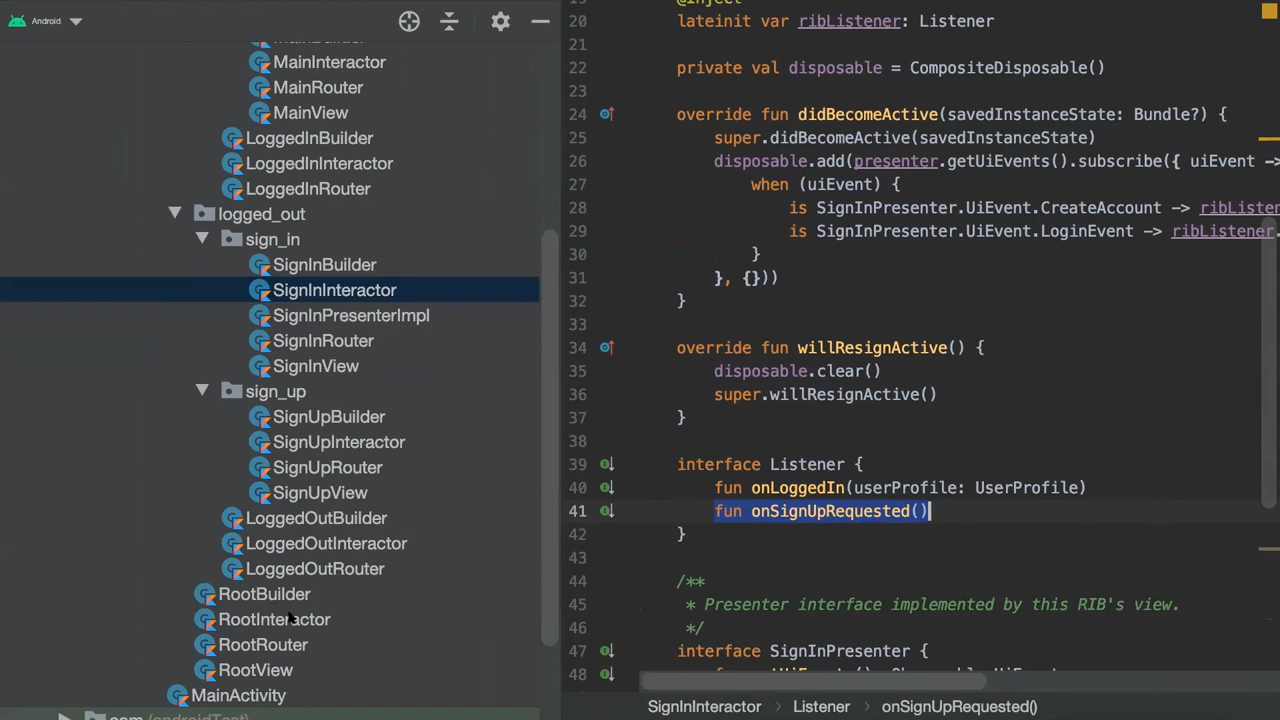 Android
MainInteractor
MainRouter
MainView
LoggedInBuilder
LoggedInInteractor
LoggedInRouter
logged_out
sign_in
SignInBuilder
SignInInteractor
SignInPresenterImpl
SignInRouter
SignInView
sign_up
SignUpBuilder
SignUpInteractor
SignUpRouter
SignUpView
LoggedOutBuilder
LoggedOutInteractor
LoggedOutRouter
RootBuilder
RootInteractor
RootRouter
RootView
MainActivity
20 lateinit var ribListener: Listener
21
22 private val disposable = CompositeDisposable()
23
24 override fun didBecomeActive(savedInstanceState: Bundle?) {
25 super.didBecomeActive(savedInstanceState)
26 disposable.add(presenter.getUiEvents().subscribe({ uiEvent ->
27 when (uiEvent) {
28 is SignInPresenter.UiEvent.CreateAccount -> ribListen
29 is SignInPresenter.UiEvent.LoginEvent -> ribListener.
30 }
31 }, {}))
32 }
33
34 override fun willResignActive() {
35 disposable.clear()
36 super.willResignActive()
37 }
38
39 interface Listener {
40 fun onLoggedIn(userProfile: UserProfile)
41 fun onSignUpRequested()
42 }
43
44 /**
45 * Presenter interface implemented by this RIB's view.
46 */
47 interface SignInPresenter {
48
SignInInteractor Listener onSignUpRequested()